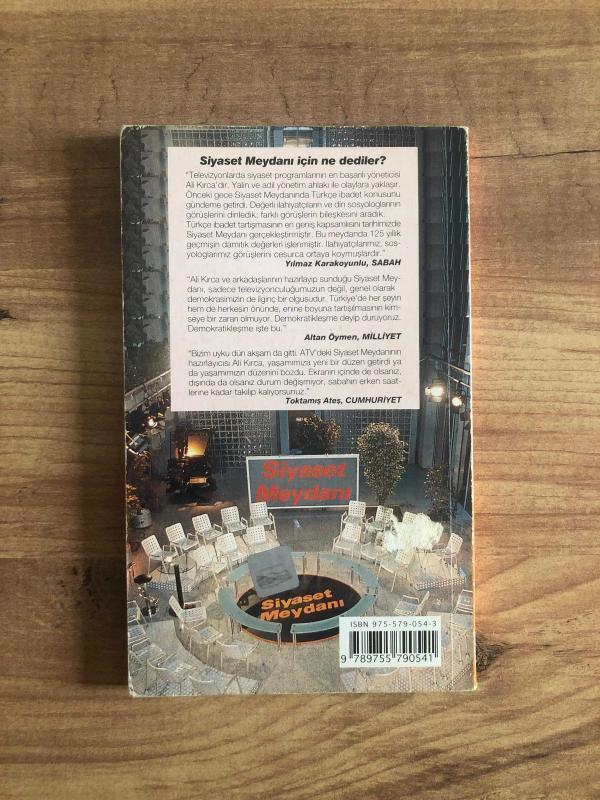 Siyaset Meydanı için ne dediler?
"Televizyonlarda siyaset programlarının en başarılı yöneticisi
Ali Kırca'dır. Yalın ve adil yönetim ahlakı ile olaylara yaklaşır.
Önceki gece Siyaset Meydanında Türkçe ibadet konusunu
gündeme getirdi. Değerli ilahiyatçıların ve din sosyologlarının
görüşlerini dinledik; farklı görüşlerin bileşkesini aradık.
Türkçe ibadet tartışmasının en geniş kapsamlısını tarihimizde
Siyaset Meydanı gerçekleştirmiştir. Bu meydanda 125 yıllık
geçmişin damıtık değerleri işlenmiştir. İlahiyatçılarımız, sos-
yologlarımız görüşlerini cesurca ortaya koymuşlardır."
Yılmaz Karakoyunlu, SABAH
"Ali Kırca ve arkadaşlarının hazırlayıp sunduğu Siyaset Mey-
danı, sadece televizyonculuğumuzun değil, genel olarak
demokrasimizin de ilginç bir olgusudur. Türkiye'de her şeyin
hem de herkesin önünde, enine boyuna tartışılmasının kim-
seye bir zararı olmuyor. Demokratikleşme deyip duruyoruz.
Demokratikleşme işte bu."
Altan Öymen, MİLLİYET
"Bizim uyku dün akşam da gitti. ATV'deki Siyaset Meydanının
hazırlayıcısı Ali Kırca, yaşamımıza yeni bir düzen getirdi ya
da yaşamımızın düzenini bozdu. Ekranın içinde de olsanız,
dışında da olsanız durum değişmiyor, sabahın erken saat-
lerine kadar takılıp kalıyorsunuz."
Toktamış Ateş, CUMHURİYET
Siyaset
Meydanı
Siyaset
Meydanı
ISBN 975-579-054-3
9 789755 790541